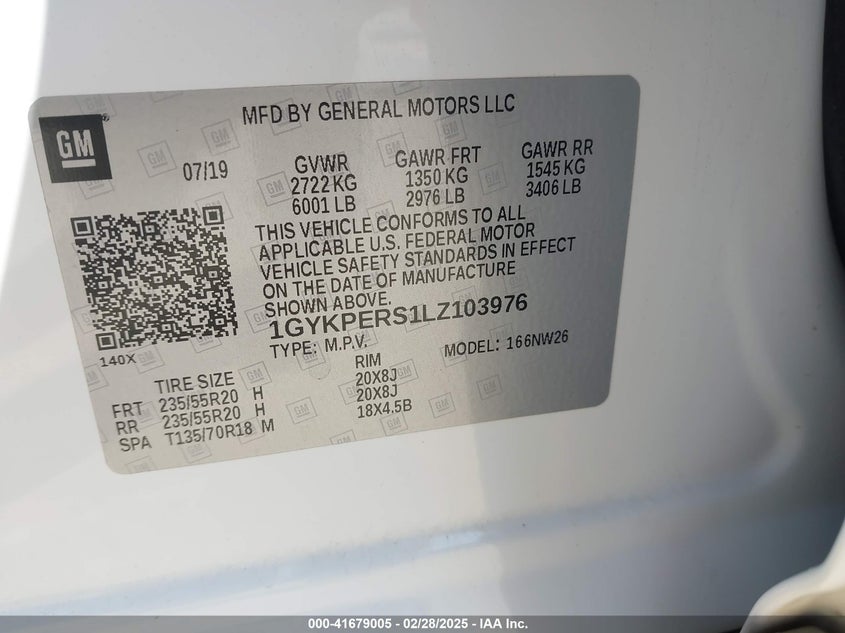 MFD BY GENERAL MOTORS LLC
GM
07/19
GVWR GAWR FRT GAWR RR
2722 KG 1350 KG 1545 KG
6001 LB 2976 LB 3406 LB
THIS VEHICLE CONFORMS TO ALL
APPLICABLE U.S. FEDERAL MOTOR
VEHICLE SAFETY STANDARDS IN EFFECT
ON THE DATE OF MANUFACTURE
SHOWN ABOVE.
1GYKPERS1LZ103976
140X
TYPE: M.P.V. MODEL: 166NW26
TIRE SIZE RIM
FRT 235/55R20 H 20X8J
RR 235/55R20 H 20X8J
SPA T135/70R18 M 18X4.5B
000-41679005 - 02/28/2025 - IAA Inc.